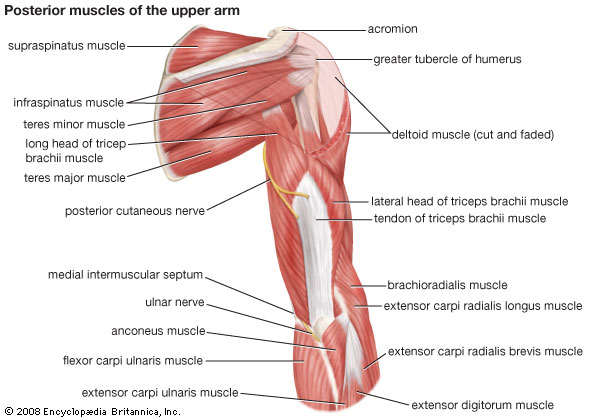 Posterior muscles of the upper arm
acromion
supraspinatus muscle
greater tubercle of humerus
infraspinatus muscle
teres minor muscle
deltoid muscle (cut and faded)
long head of tricep
brachii muscle
teres major muscle
lateral head of triceps brachii muscle
posterior cutaneous nerve
tendon of triceps brachii muscle
medial intermuscular septum
brachioradialis muscle
ulnar nerve
extensor carpi radialis longus muscle
anconeus muscle
extensor carpi radialis brevis muscle
flexor carpi ulnaris muscle
extensor carpi ulnaris muscle
extensor digitorum muscle
© 2008 Encyclopædia Britannica, Inc.